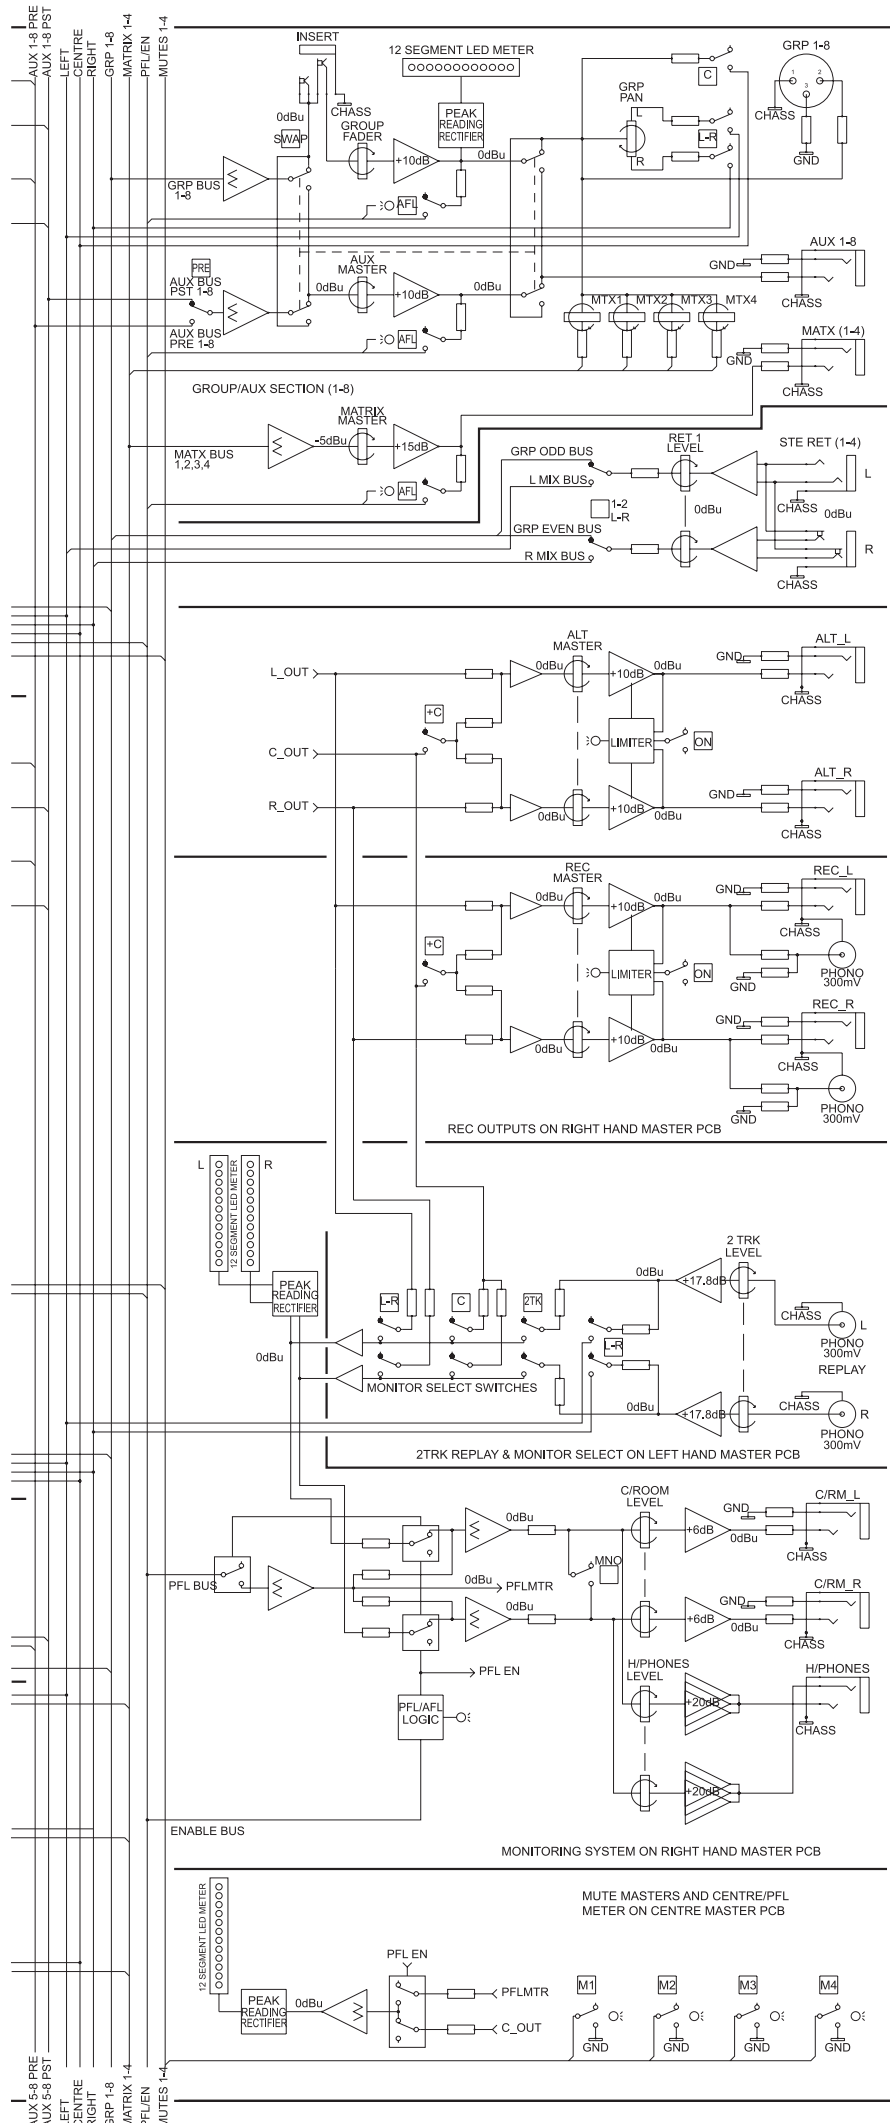 AUX 1-8 PRE
AUX 1-8 PST
LEFT
CENTRE
RIGHT
GRP 1-8
MATRIX 1-4
PFL/EN
MUTES 1-4
INSERT
12 SEGMENT LED METER
GRP 1-8
C
GRP
PAN
1
2
3
CHASS
0dBu
SWAP
GROUP
FADER
PEAK
READING
RECTIFIER
L
L-R
CHASS
+10dB
0dBu
R
GND
GRP BUS
1-8
AFL
AUX 1-8
GND
PRE
AUX BUS
PST 1-8
0dBu
AUX
MASTER
+10dB
0dBu
CHASS
MTX1
MTX2
MTX3
MTX4
AUX BUS
PRE 1-8
AFL
MATX (1-4)
GND
CHASS
GROUP/AUX SECTION (1-8)
MATRIX
MASTER
MATX BUS
1,2,3,4
-5dBu
+15dB
AFL
GRP ODD BUS
L MIX BUS
RET 1
LEVEL
STE RET (1-4)
L
CHASS
1-2
L-R
0dBu
0dBu
GRP EVEN BUS
R MIX BUS
R
CHASS
ALT
MASTER
L_OUT
0dBu
+10dB
0dBu
GND
ALT_L
CHASS
+C
C_OUT
LIMITER
ON
R_OUT
0dBu
+10dB
0dBu
GND
ALT_R
CHASS
REC
MASTER
0dBu
+10dB
0dBu
GND
REC_L
CHASS
+C
LIMITER
ON
GND
PHONO
300mV
REC_R
GND
0dBu
+10dB
0dBu
CHASS
GND
PHONO
300mV
REC OUTPUTS ON RIGHT HAND MASTER PCB
L
12 SEGMENT LED METER
R
2 TRK
LEVEL
PEAK
READING
RECTIFIER
0dBu
+17.8dB
L-R
C
2TK
CHASS
L
PHONO
300mV
0dBu
L-R
REPLAY
MONITOR SELECT SWITCHES
0dBu
+17.8dB
CHASS
R
PHONO
300mV
2TRK REPLAY & MONITOR SELECT ON LEFT HAND MASTER PCB
C/ROOM
LEVEL
0dBu
+6dB
GND
0dBu
C/RM_L
CHASS
PFL BUS
0dBu
PFLMTR
MNO
0dBu
+6dB
GND
0dBu
C/RM_R
CHASS
PFL EN
H/PHONES
LEVEL
H/PHONES
PFL/AFL
LOGIC
+20dB
CHASS
+20dB
ENABLE BUS
MONITORING SYSTEM ON RIGHT HAND MASTER PCB
12 SEGMENT LED METER
MUTE MASTERS AND CENTRE/PFL
METER ON CENTRE MASTER PCB
PFL EN
PEAK
READING
RECTIFIER
0dBu
PFLMTR
C_OUT
M1
M2
M3
M4
GND
GND
GND
GND
AUX 5-8 PRE
AUX 5-8 PST
LEFT
CENTRE
RIGHT
GRP 1-8
MATRIX 1-4
PFL/EN
MUTES 1-4